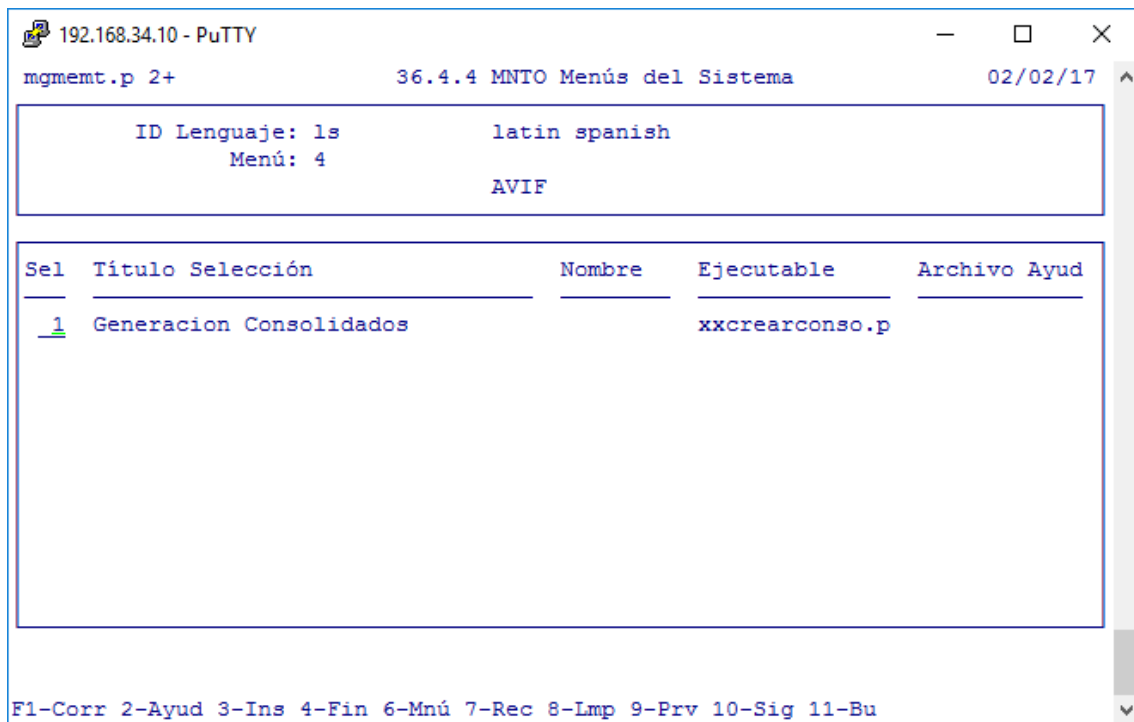 192.168.34.10 - PuTTY
mgmemt.p 2+ 36.4.4 MNTO Menús del Sistema 02/02/17
ID Lenguaje: ls latin spanish
Menú: 4
AVIF
Sel Título Selección Nombre Ejecutable Archivo Ayud
1 Generacion Consolidados xxcrearconso.p
F1-Corr 2-Ayud 3-Ins 4-Fin 6-Mnú 7-Rec 8-Lmp 9-Prv 10-Sig 11-Bu